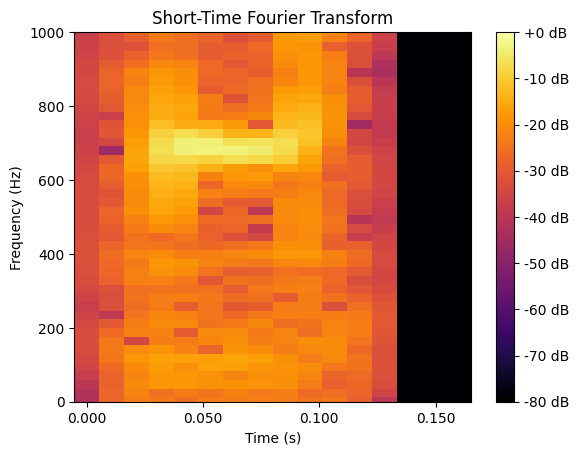 Short-Time Fourier Transform
1000
800
600
400
200
0
Frequency (Hz)
0.000
0.050
0.100
0.150
Time (s)
+0 dB
-10 dB
-20 dB
-30 dB
-40 dB
-50 dB
-60 dB
-70 dB
-80 dB